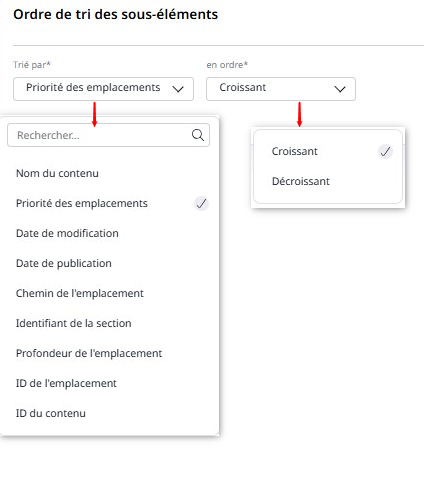 Ordre de tri des sous-éléments
Trié par* en ordre*
Priorité des emplacements Croissant
Rechercher...
Nom du contenu
Priorité des emplacements
Date de modification
Date de publication
Chemin de l'emplacement
Identifiant de la section
Profondeur de l'emplacement
ID de l'emplacement
ID du contenu
Croissant
Décroissant